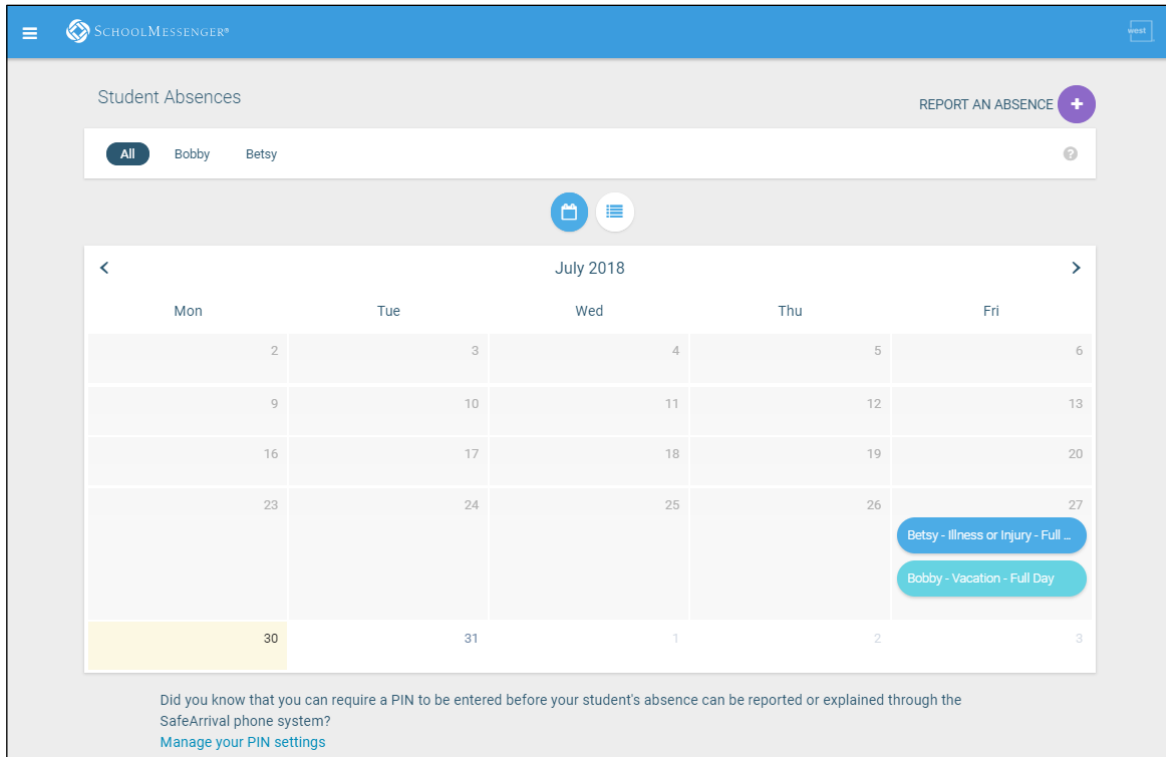 SCHOOLMESSENGER®
west
Student Absences
REPORT AN ABSENCE +
All Bobby Betsy ?
July 2018
Mon Tue Wed Thu Fri
2 3 4 5 6
9 10 11 12 13
16 17 18 19 20
23 24 25 26 27
Betsy - Illness or Injury - Full ...
Bobby - Vacation - Full Day
30 31 1 2 3
Did you know that you can require a PIN to be entered before your student's absence can be reported or explained through the
SafeArrival phone system?
Manage your PIN settings